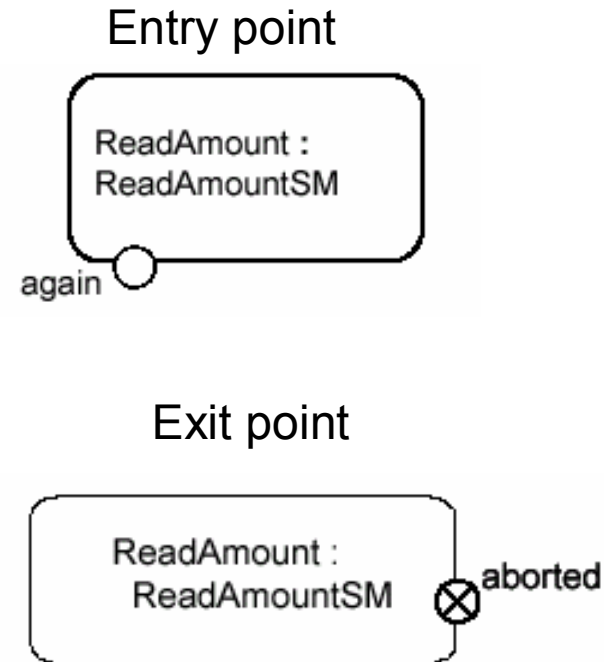 Entry point
ReadAmount :
ReadAmountSM
again
Exit point
ReadAmount :
ReadAmountSM
aborted